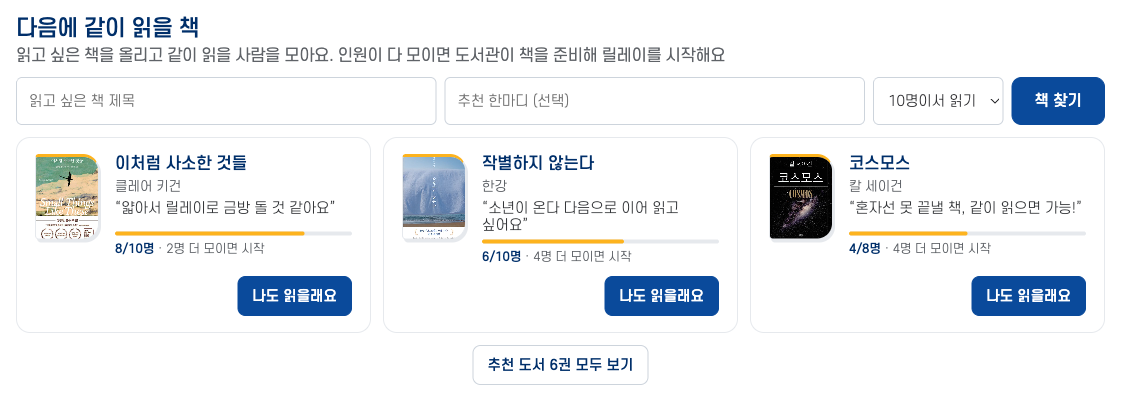 다음에 같이 읽을 책
읽고 싶은 책을 올리고 같이 읽을 사람을 모아요. 인원이 다 모이면 도서관이 책을 준비해 릴레이를 시작해요
읽고 싶은 책 제목
추천 한마디 (선택)
10명이서 읽기
책 찾기
이처럼 사소한 것들
클레어 키건
“얇아서 릴레이로 금방 돌 것 같아요”
8/10명 · 2명 더 모이면 시작
나도 읽을래요
작별하지 않는다
한강
“소년이 온다 다음으로 이어 읽고
싶어요”
6/10명 · 4명 더 모이면 시작
나도 읽을래요
칼 세이건
코스모스
COSMOS
코스모스
칼 세이건
“혼자선 못 끝낼 책, 같이 읽으면 가능!”
4/8명 · 4명 더 모이면 시작
나도 읽을래요
추천 도서 6권 모두 보기